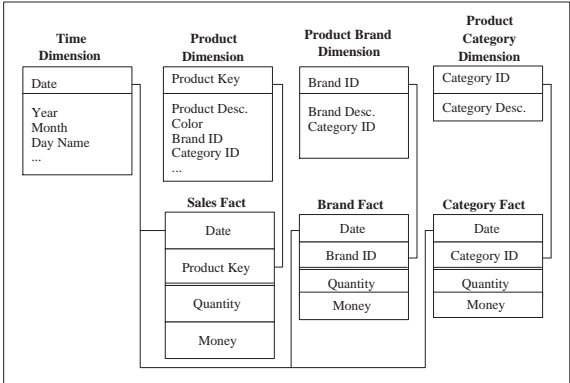 Time
Dimension
Date
Year
Month
Day Name
...
Product
Dimension
Product Key
Product Desc.
Color
Brand ID
Category ID
...
Product Brand
Dimension
Brand ID
Brand Desc.
Category ID
Product
Category
Dimension
Category ID
Category Desc.
Sales Fact
Date
Product Key
Quantity
Money
Brand Fact
Date
Brand ID
Quantity
Money
Category Fact
Date
Category ID
Quantity
Money